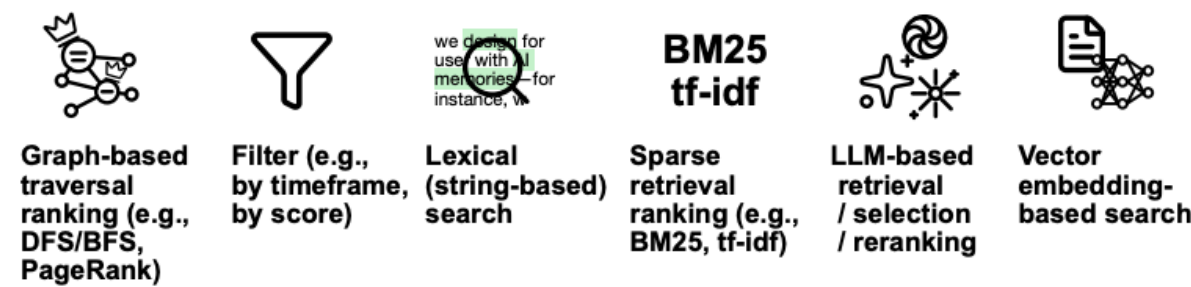 we design for
user with AI
memories—for
instance, w
BM25
tf-idf
Graph-based
traversal
ranking (e.g.,
DFS/BFS,
PageRank)
Filter (e.g.,
by timeframe,
by score)
Lexical
(string-based)
search
Sparse
retrieval
ranking (e.g.,
BM25, tf-idf)
LLM-based
retrieval
/ selection
/ reranking
Vector
embedding-
based search